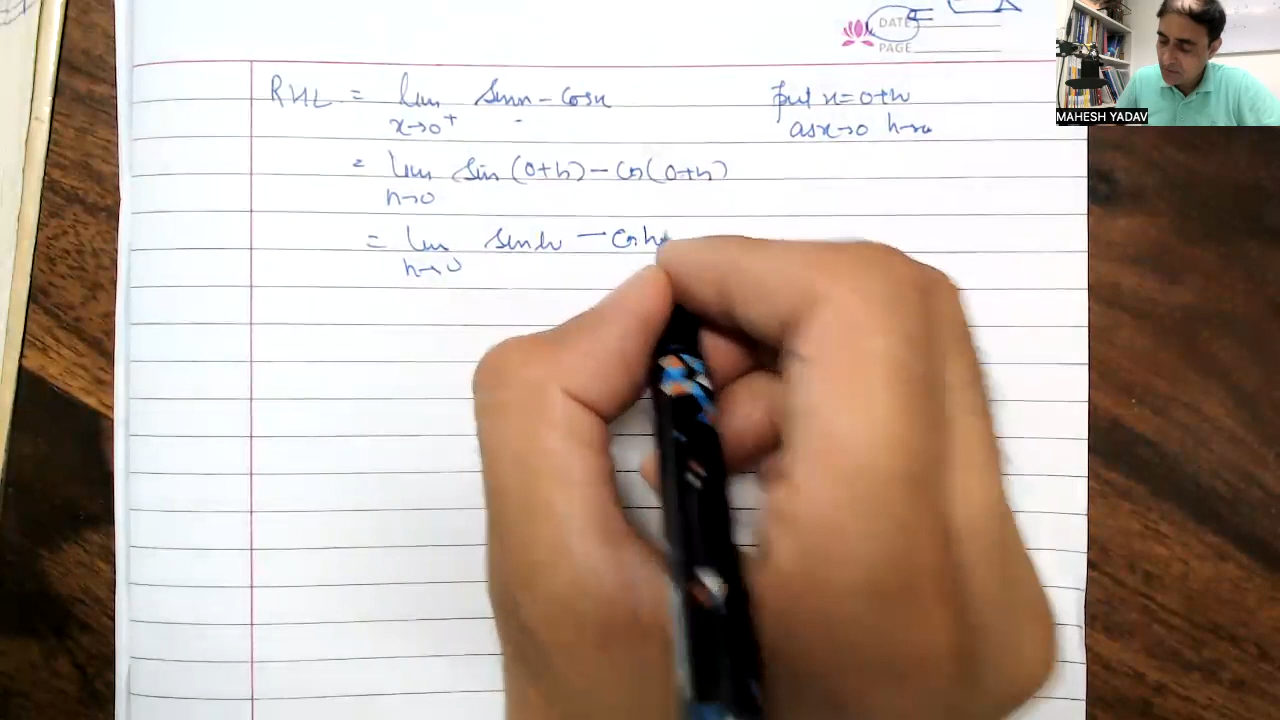 DATE
PAGE
RHL = lim sinx - cosx
x→0+
put x = 0+h
as x→0 h→0
= lim sin (0+h) - cos (0+h)
h→0
= lim sinh - cosh
h→0
MAHESH YADAV